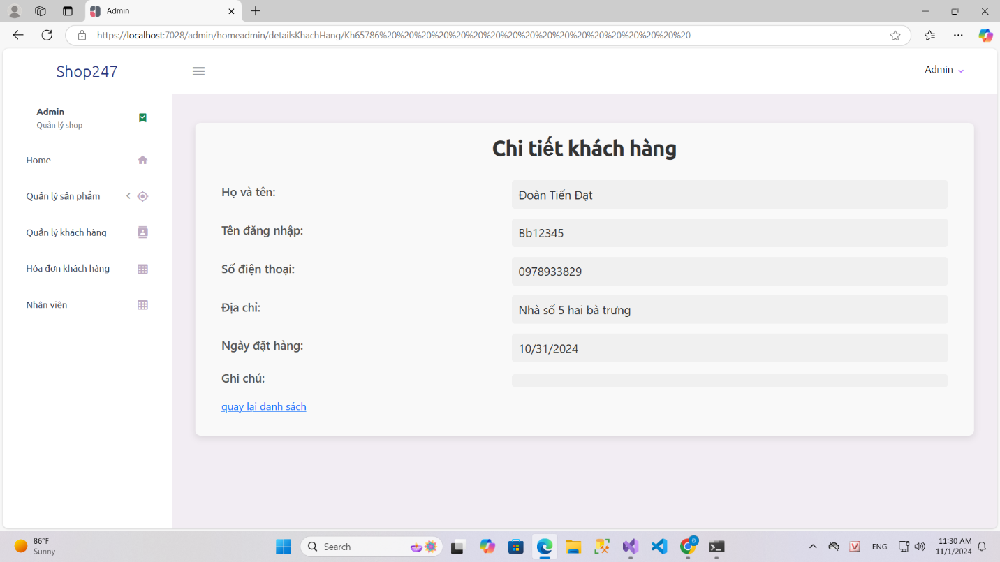 Admin
https://localhost:7028/admin/homeadmin/detailsKhachHang/Kh65786%20%20%20%20%20%20%20%20%20%20%20%20%20%20%20%20%20%20
Shop247
Admin
Admin
Quản lý shop
Home
Quản lý sản phẩm
Quản lý khách hàng
Hóa đơn khách hàng
Nhân viên
Chi tiết khách hàng
Họ và tên: Đoàn Tiến Đạt
Tên đăng nhập: Bb12345
Số điện thoại: 0978933829
Địa chỉ: Nhà số 5 hai bà trưng
Ngày đặt hàng: 10/31/2024
Ghi chú:
quay lại danh sách
86°F
Sunny
Search
Đ
V
ENG
11:30 AM
11/1/2024